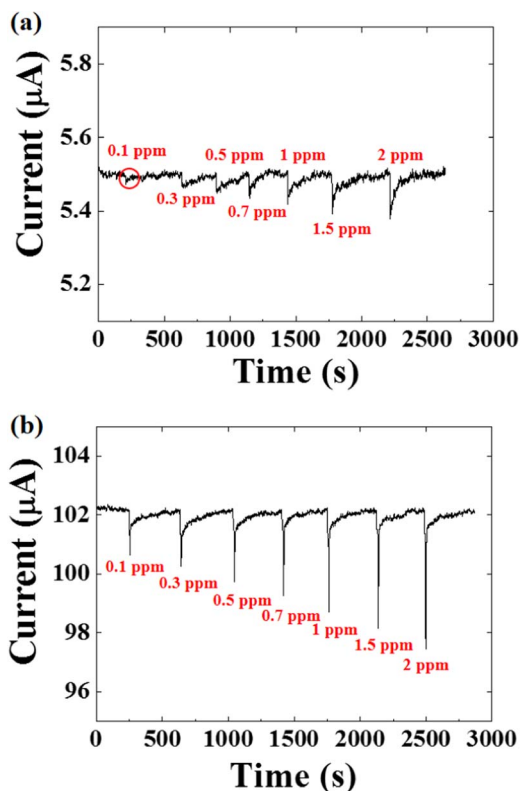 (a)
Current (μA)
5.8
5.6
5.4
5.2
0.1 ppm
0.5 ppm
1 ppm
2 ppm
0.3 ppm
0.7 ppm
1.5 ppm
0 500 1000 1500 2000 2500 3000
Time (s)
(b)
Current (μA)
104
102
100
98
96
0.1 ppm
0.3 ppm
0.5 ppm
0.7 ppm
1 ppm
1.5 ppm
2 ppm
0 500 1000 1500 2000 2500 3000
Time (s)